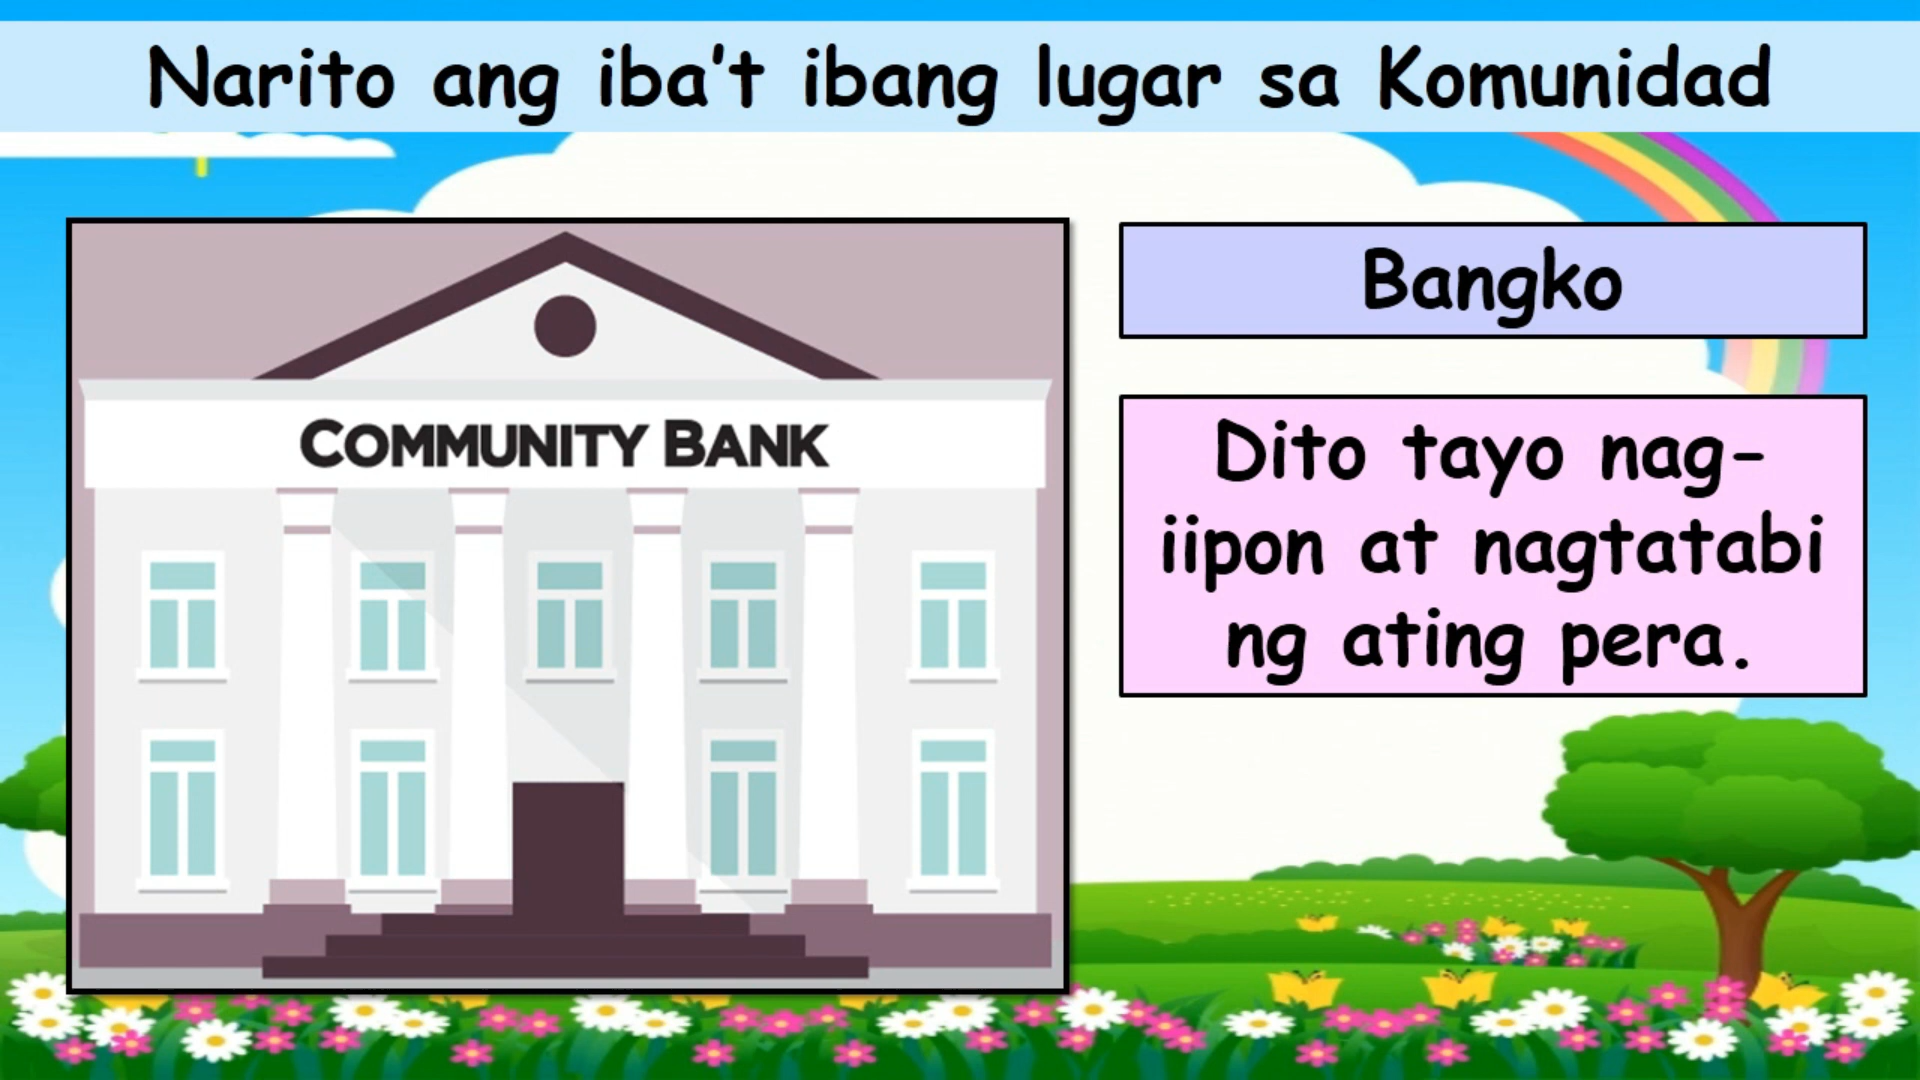 Narito ang iba't ibang lugar sa Komunidad
COMMUNITY BANK
Bangko
Dito tayo nag-
iipon at nagtatabi
ng ating pera.